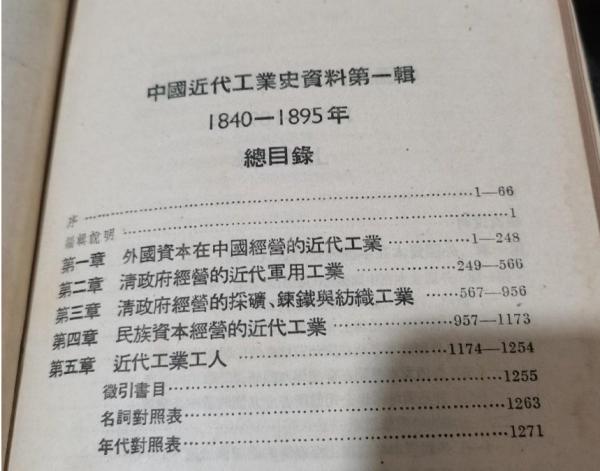 中國近代工業史資料第一輯
1840—1895年
總目錄
序……1—66
編輯說明……1
第一章 外國資本在中國經營的近代工業……1—248
第二章 清政府經營的近代軍用工業……249—566
第三章 清政府經營的採礦、鍊鐵與紡織工業……567—956
第四章 民族資本經營的近代工業……957—1173
第五章 近代工業工人……1174—1254
徵引書目……1255
名詞對照表……1263
年代對照表……1271